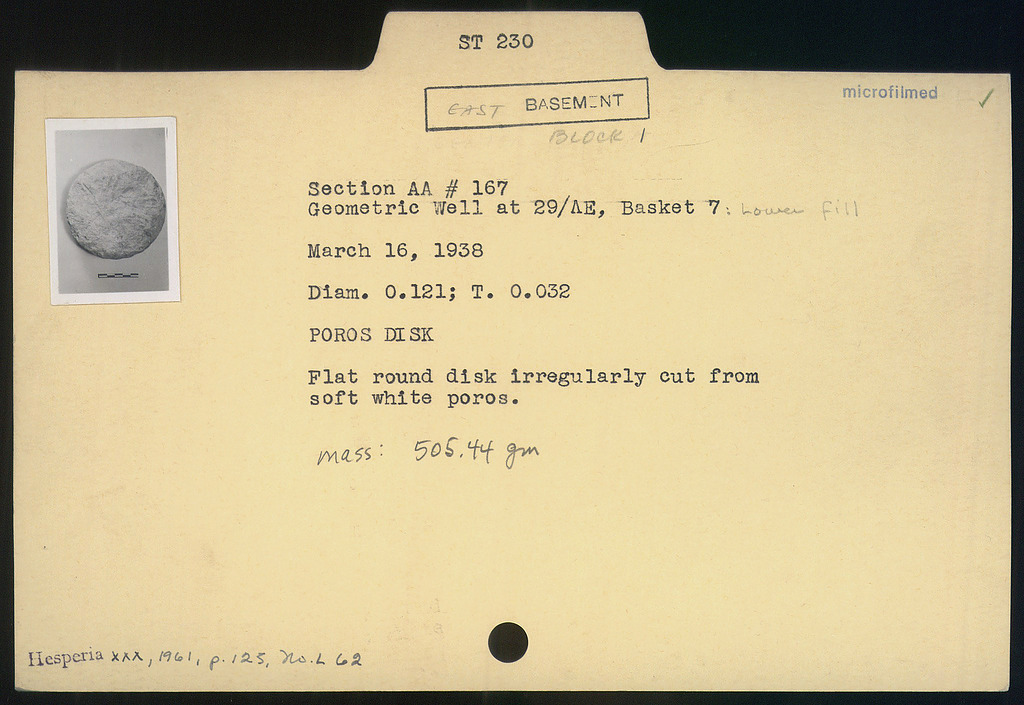 ST 230
microfilmed ✓
EAST BASEMENT
BLOCK 1
Section AA # 167
Geometric Well at 29/ΛE, Basket 7: Lower fill
March 16, 1938
Diam. 0.121; T. 0.032
POROS DISK
Flat round disk irregularly cut from
soft white poros.
mass: 505.44 gm
Hesperia XXX, 1961, p. 125, No. L 62